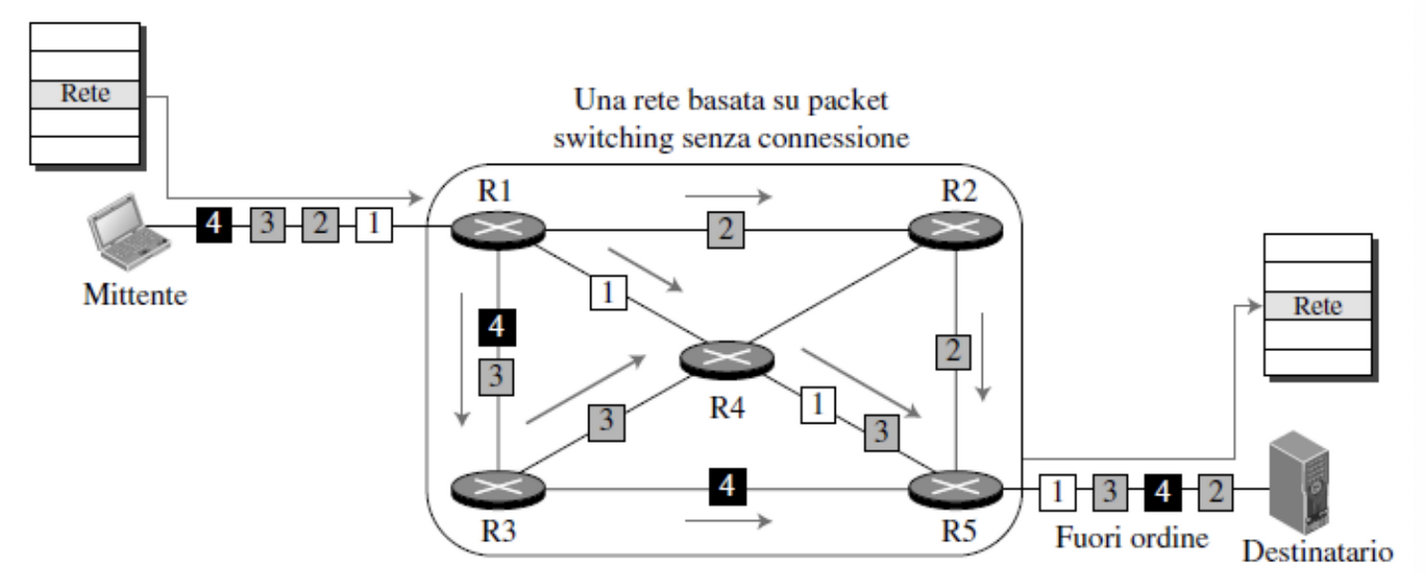 Rete
Una rete basata su packet
switching senza connessione
R1
R2
4 3 2 1
2
Mittente
1
4
3
2
Rete
R4
3
1
3
4
R3
R5
1 3 4 2
Fuori ordine
Destinatario